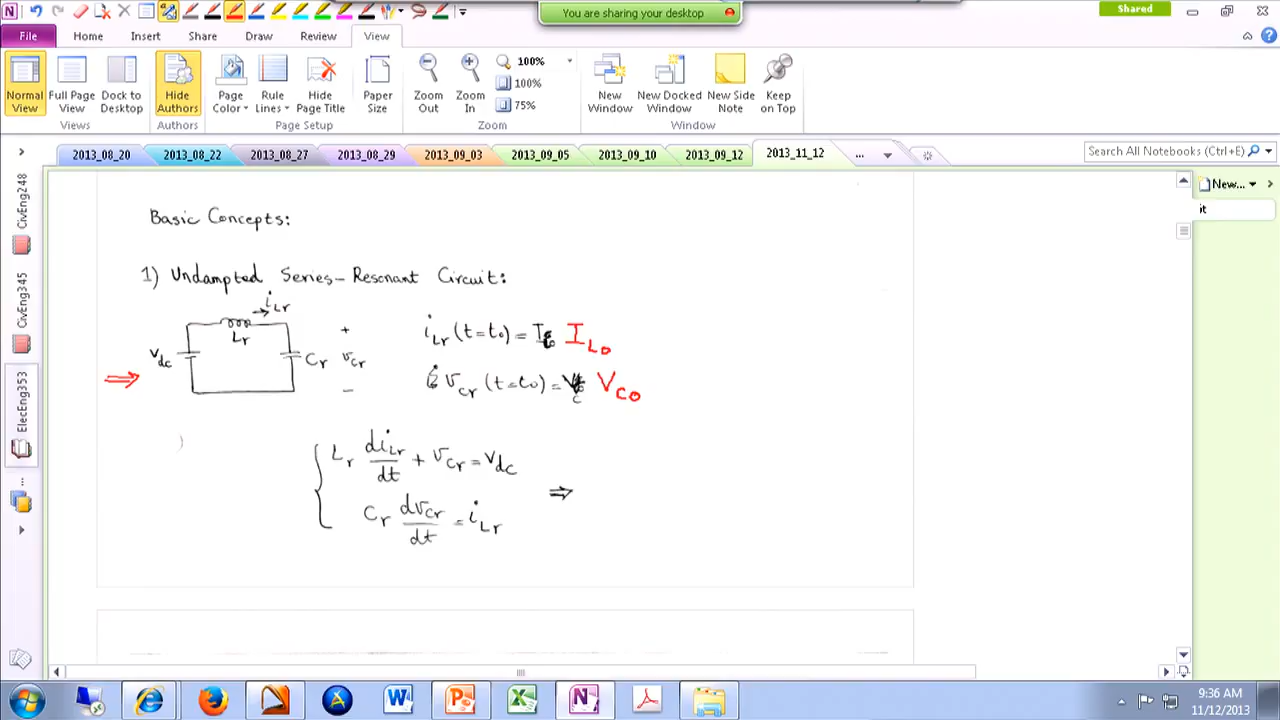 You are sharing your desktop
Shared
File Home Insert Share Draw Review View
Normal View
Full Page View
Dock to Desktop
Views
Hide Authors
Authors
Page Color
Rule Lines
Hide Page Title
Paper Size
Page Setup
Zoom Out
Zoom In
100%
100%
75%
Zoom
New Window
New Docked Window
New Side Note
Keep on Top
Window
2013_08_20 2013_08_22 2013_08_27 2013_08_29 2013_09_03 2013_09_05 2013_09_10 2013_09_12 2013_11_12 ...
Search All Notebooks (Ctrl+E)
New...
it
CivEng248
CivEng345
ElecEng353
Basic Concepts:
1) Undampted Series-Resonant Circuit:
iLr
Lr
Vdc
Cr
+
vcr
-
iLr (t=t0) = ILo
vcr (t=t0) = Vco
⇒
Lr diLr/dt + vcr = Vdc
Cr dvcr/dt = iLr
⇒
9:36 AM
11/12/2013